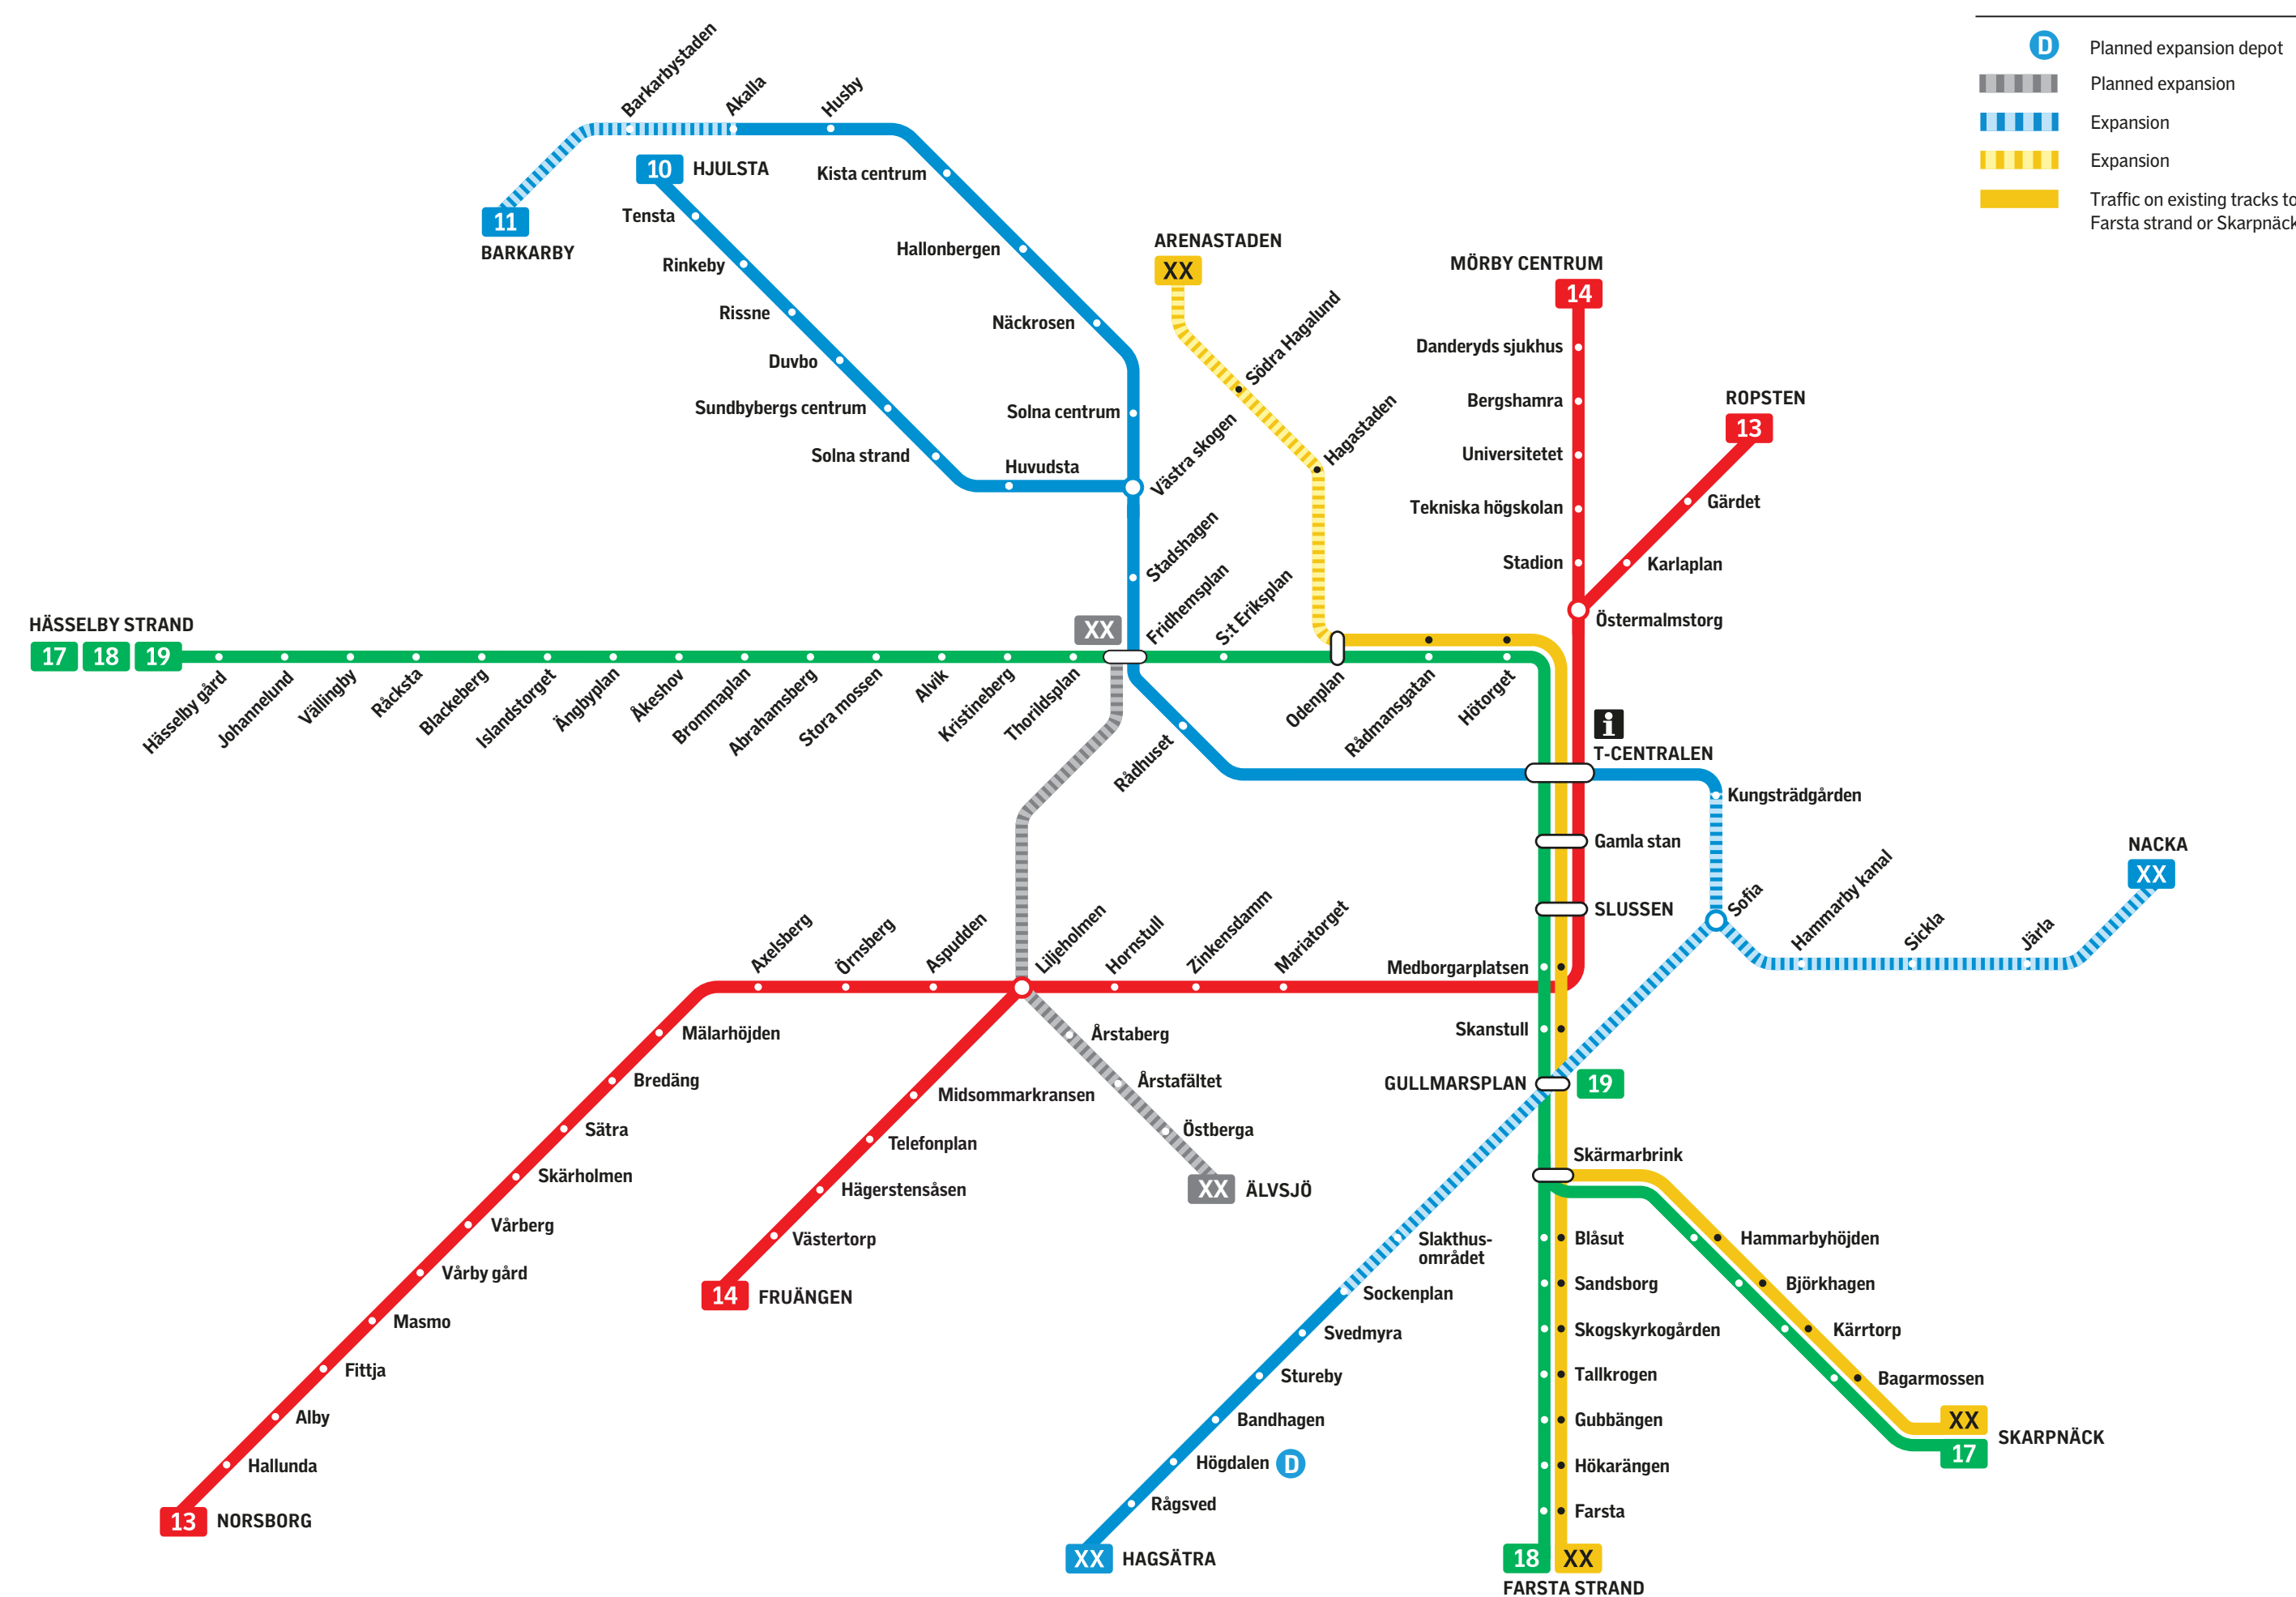 Planned expansion depot
D
Planned expansion
Expansion
Expansion
Traffic on existing tracks to
Farsta strand or Skarpnäck
Barkarbystaden
Akalla
Husby
10 HJULSTA
Kista centrum
11
BARKARBY
Tensta
Rinkeby
Rissne
Duvbo
Sundbybergs centrum
Solna strand
Huvudsta
Hallonbergen
Näckrosen
Solna centrum
Västra skogen
Stadshagen
Fridhemsplan
S:t Eriksplan
ARENASTADEN
XX
Södra Hagalund
Hagastaden
MÖRBY CENTRUM
14
Danderyds sjukhus
Bergshamra
Universitetet
Tekniska högskolan
Stadion
ROPSTEN
13
Gärdet
Karlaplan
Östermalmstorg
HÄSSELBY STRAND
17 18 19
XX
Hässelby gård
Johannelund
Vällingby
Råcksta
Blackeberg
Islandstorget
Ängbyplan
Åkeshov
Brommaplan
Abrahamsberg
Stora mossen
Alvik
Kristineberg
Thorildsplan
Rådhuset
Odenplan
Rådmansgatan
Hötorget
i
T-CENTRALEN
Kungsträdgården
Gamla stan
SLUSSEN
NACKA
XX
Sofia
Hammarby kanal
Sickla
Järla
Axelsberg
Örnsberg
Aspudden
Liljeholmen
Hornstull
Zinkensdamm
Mariatorget
Medborgarplatsen
Skanstull
GULLMARSPLAN 19
Skärmarbrink
Mälarhöjden
Bredäng
Sätra
Skärholmen
Vårberg
Vårby gård
Masmo
Fittja
Alby
Hallunda
13 NORSBORG
Midsommarkransen
Telefonplan
Hägerstensåsen
Västertorp
14 FRUÄNGEN
Årstaberg
Årstafältet
Östberga
XX ÄLVSJÖ
Slakthus-
området
Sockenplan
Svedmyra
Stureby
Bandhagen
Högdalen D
Rågsved
XX HAGSÄTRA
Blåsut
Sandsborg
Skogskyrkogården
Tallkrogen
Gubbängen
Hökarängen
Farsta
18 XX
FARSTA STRAND
Hammarbyhöjden
Björkhagen
Kärrtorp
Bagarmossen
XX
17
SKARPNÄCK